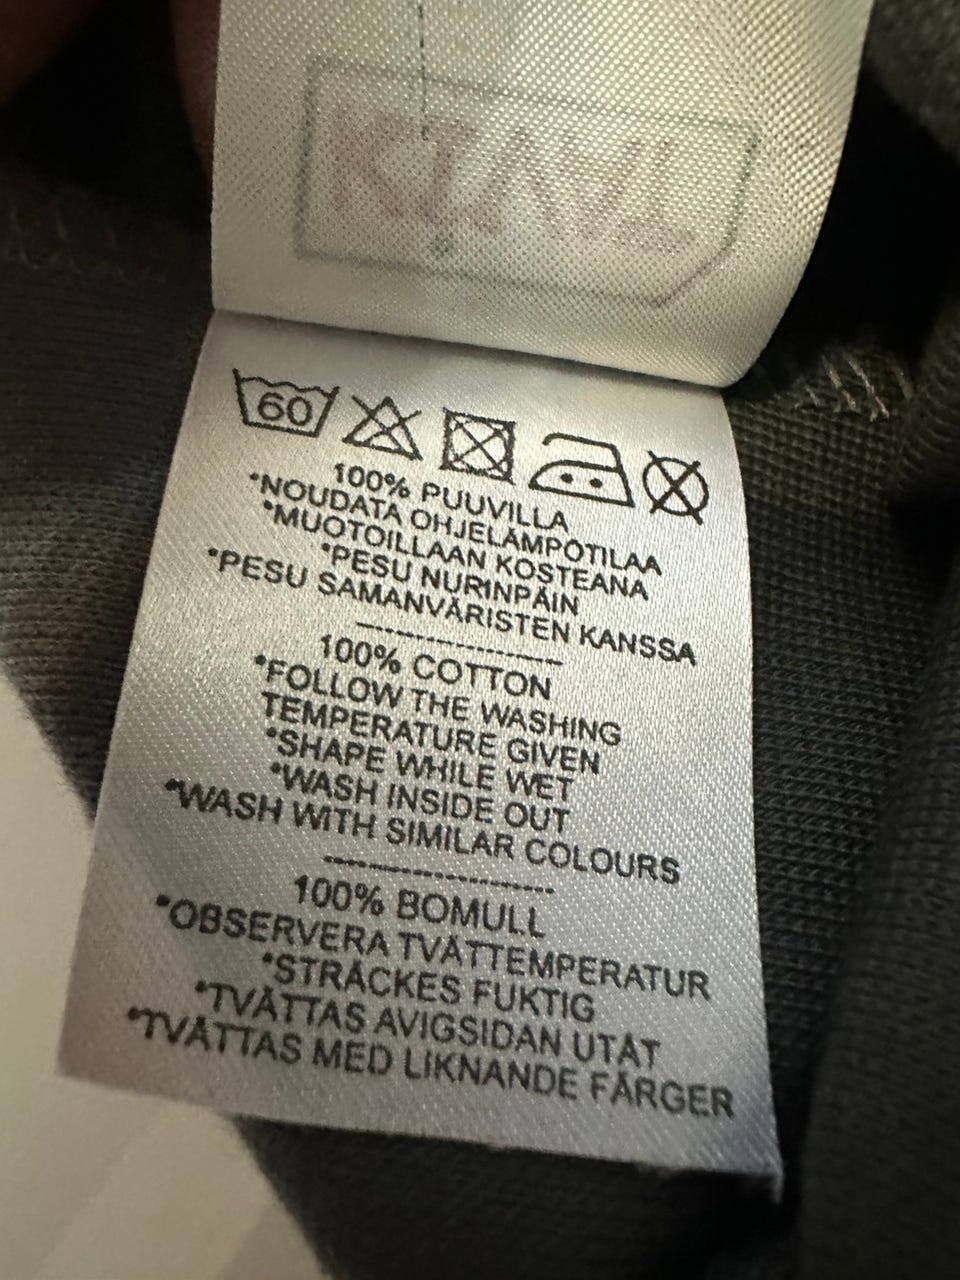 60
100% PUUVILLA
*NOUDATA OHJELÄMPÖTILAA
*MUOTOILLAAN KOSTEANA
*PESU NURINPÄIN
*PESU SAMANVÄRISTEN KANSSA
100% COTTON
*FOLLOW THE WASHING
TEMPERATURE GIVEN
*SHAPE WHILE WET
*WASH INSIDE OUT
*WASH WITH SIMILAR COLOURS
100% BOMULL
*OBSERVERA TVÄTTEMPERATUR
*STRÄCKES FUKTIG
*TVÄTTAS AVIGSIDAN UTÅT
*TVÄTTAS MED LIKNANDE FÄRGER